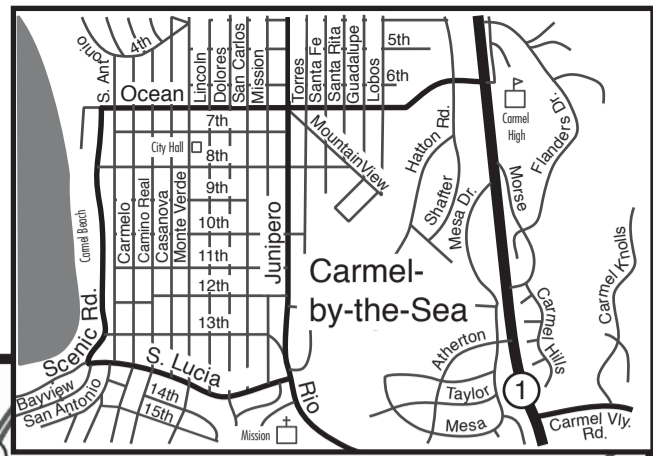 S. Antonio
4th
Ocean
Lincoln
Dolores
San Carlos
Mission
Torres
Santa Fe
Santa Rita
Guadalupe
Lobos
5th
6th
7th
City Hall
8th
9th
10th
11th
12th
13th
MountainView
Carmel Beach
Carmelo
Camino Real
Casanova
Monte Verde
Junipero
Carmel-
by-the-Sea
Hatton Rd.
Shafter
Mesa Dr.
Carmel
High
Flanders Dr.
Morse
Carmel Knolls
Carmel Hills
Atherton
Taylor
Mesa
1
Carmel Vly.
Rd.
Scenic Rd.
S. Lucia
Rio
Bayview
San Antonio
14th
15th
Mission